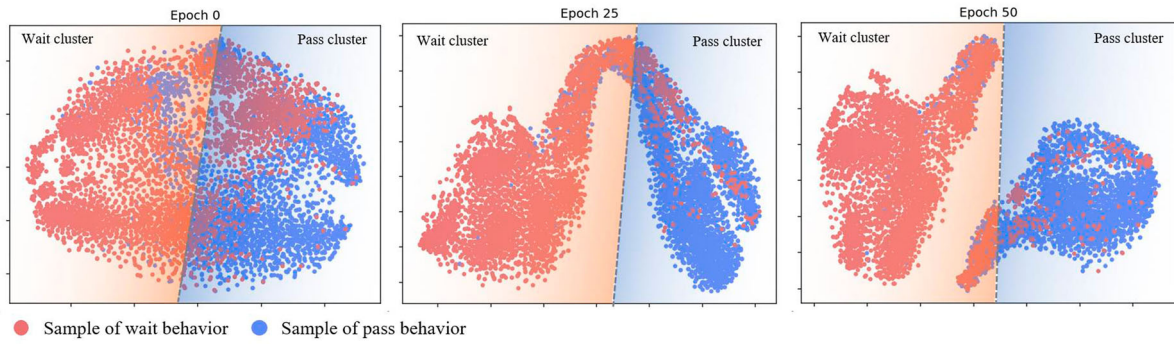 Epoch 0
Wait cluster
Pass cluster
Epoch 25
Wait cluster
Pass cluster
Epoch 50
Wait cluster
Pass cluster
Sample of wait behavior
Sample of pass behavior